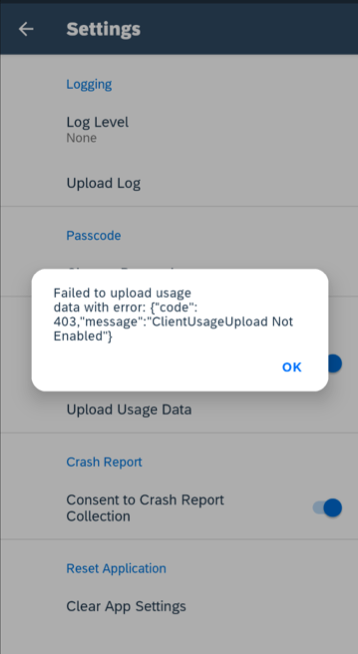 Settings
Logging
Log Level
None
Upload Log
Passcode
Failed to upload usage
data with error: {"code":
403,"message":"ClientUsageUpload Not
Enabled"}
OK
Upload Usage Data
Crash Report
Consent to Crash Report
Collection
Reset Application
Clear App Settings